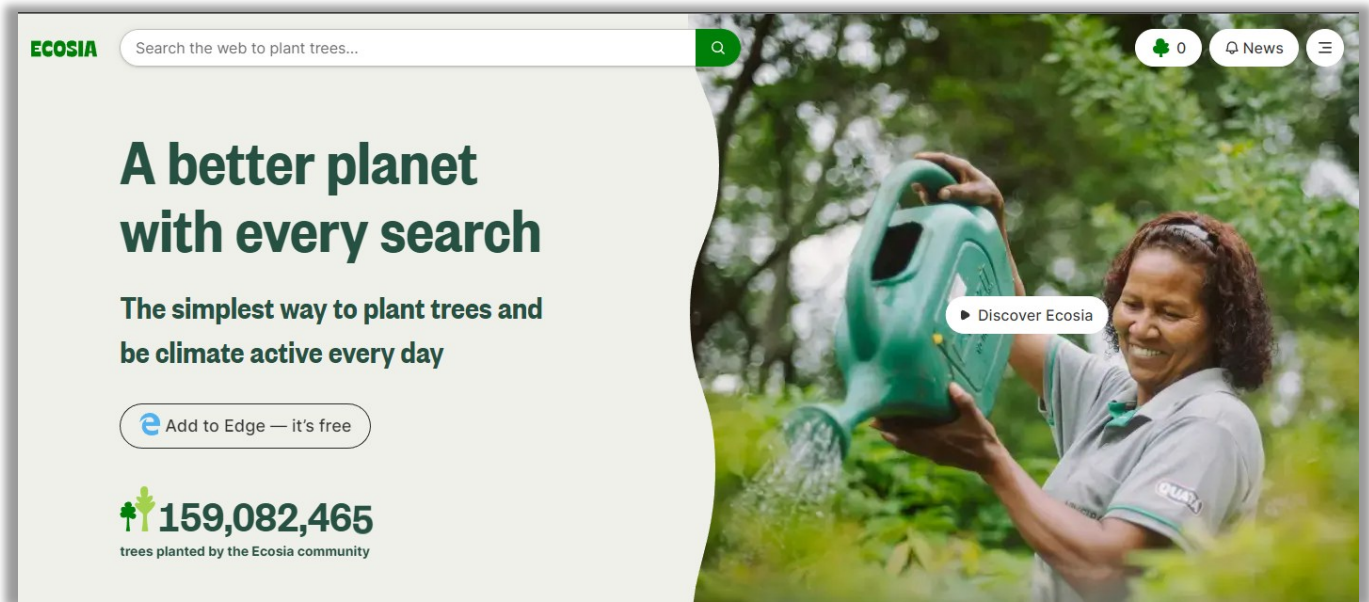 ECOSIA
Search the web to plant trees...
0
News
A better planet
with every search
The simplest way to plant trees and
be climate active every day
Discover Ecosia
Add to Edge — it's free
159,082,465
trees planted by the Ecosia community
QUATÁ